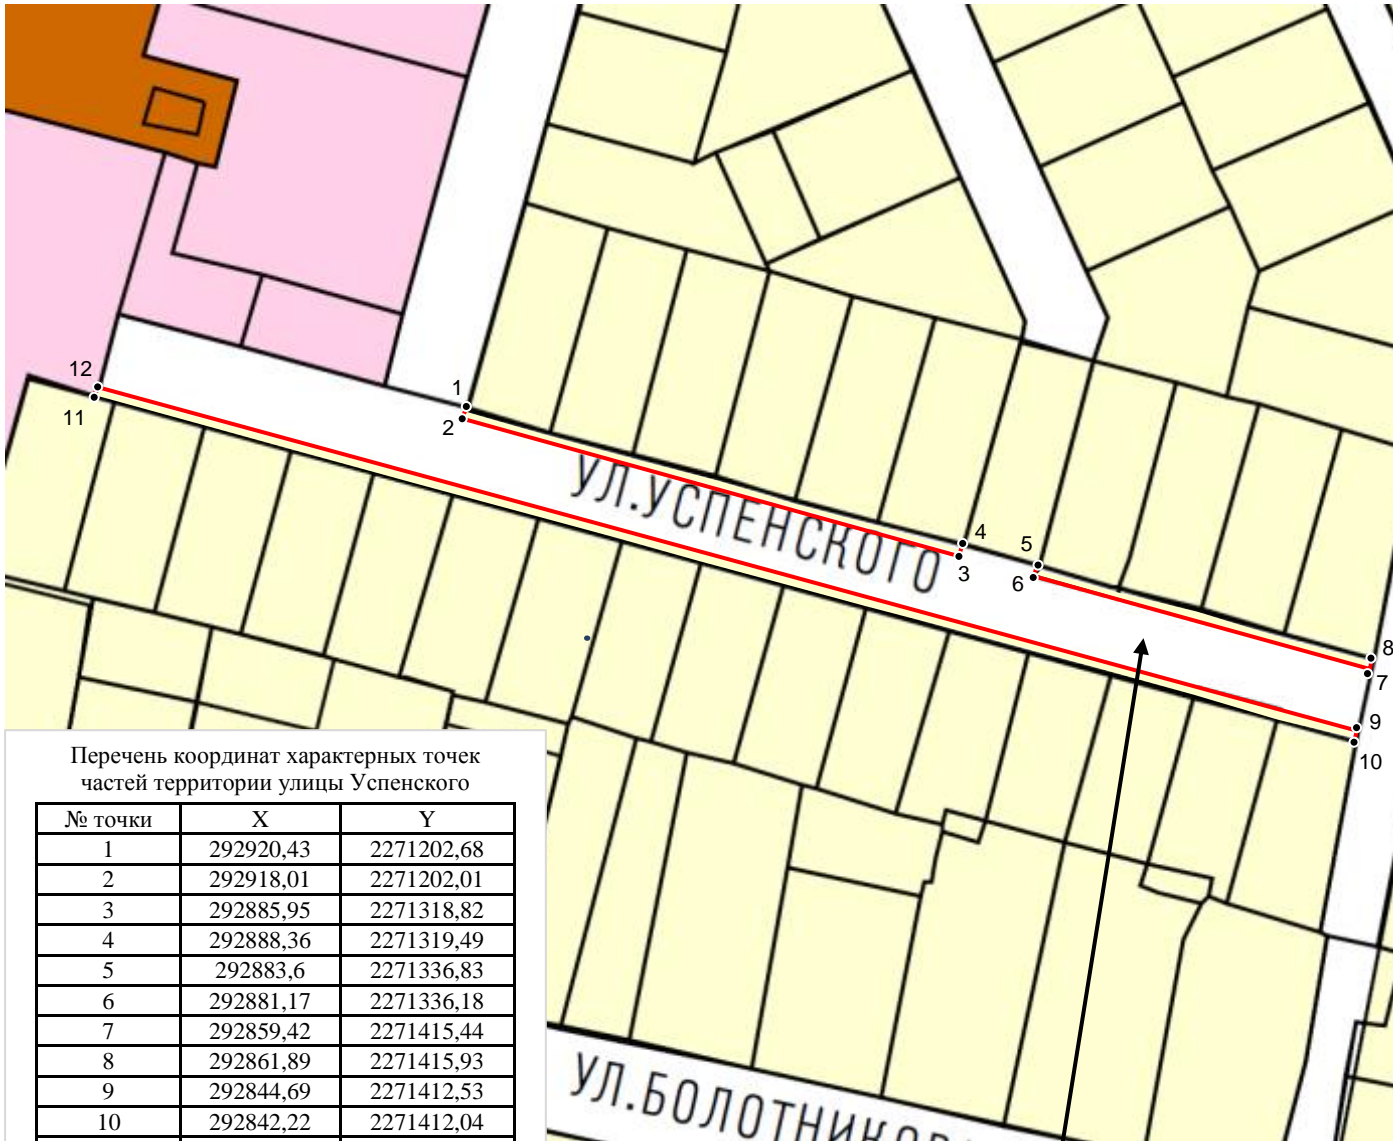 12
11
1
2
УЛ.УСПЕНСКОГО
4
3
5
6
8
7
9
10
Перечень координат характерных точек
частей территории улицы Успенского
№ точки X Y
1 292920,43 2271202,68
2 292918,01 2271202,01
3 292885,95 2271318,82
4 292888,36 2271319,49
5 292883,6 2271336,83
6 292881,17 2271336,18
7 292859,42 2271415,44
8 292861,89 2271415,93
9 292844,69 2271412,53
10 292842,22 2271412,04